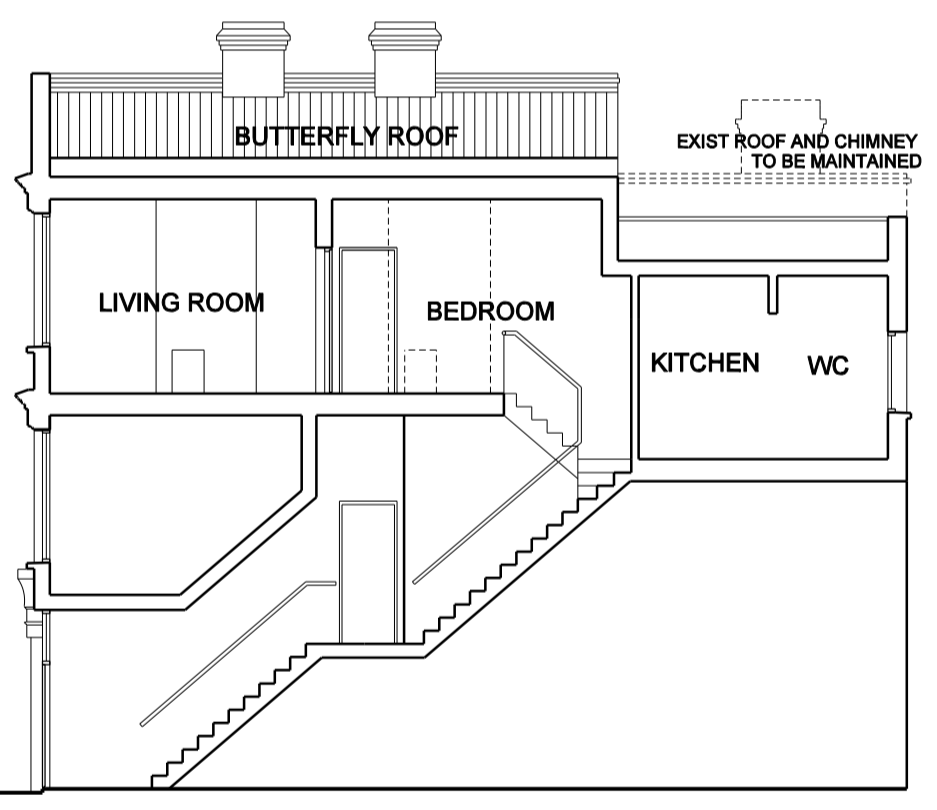 BUTTERFLY ROOF
EXIST ROOF AND CHIMNEY
TO BE MAINTAINED
LIVING ROOM
BEDROOM
KITCHEN
WC